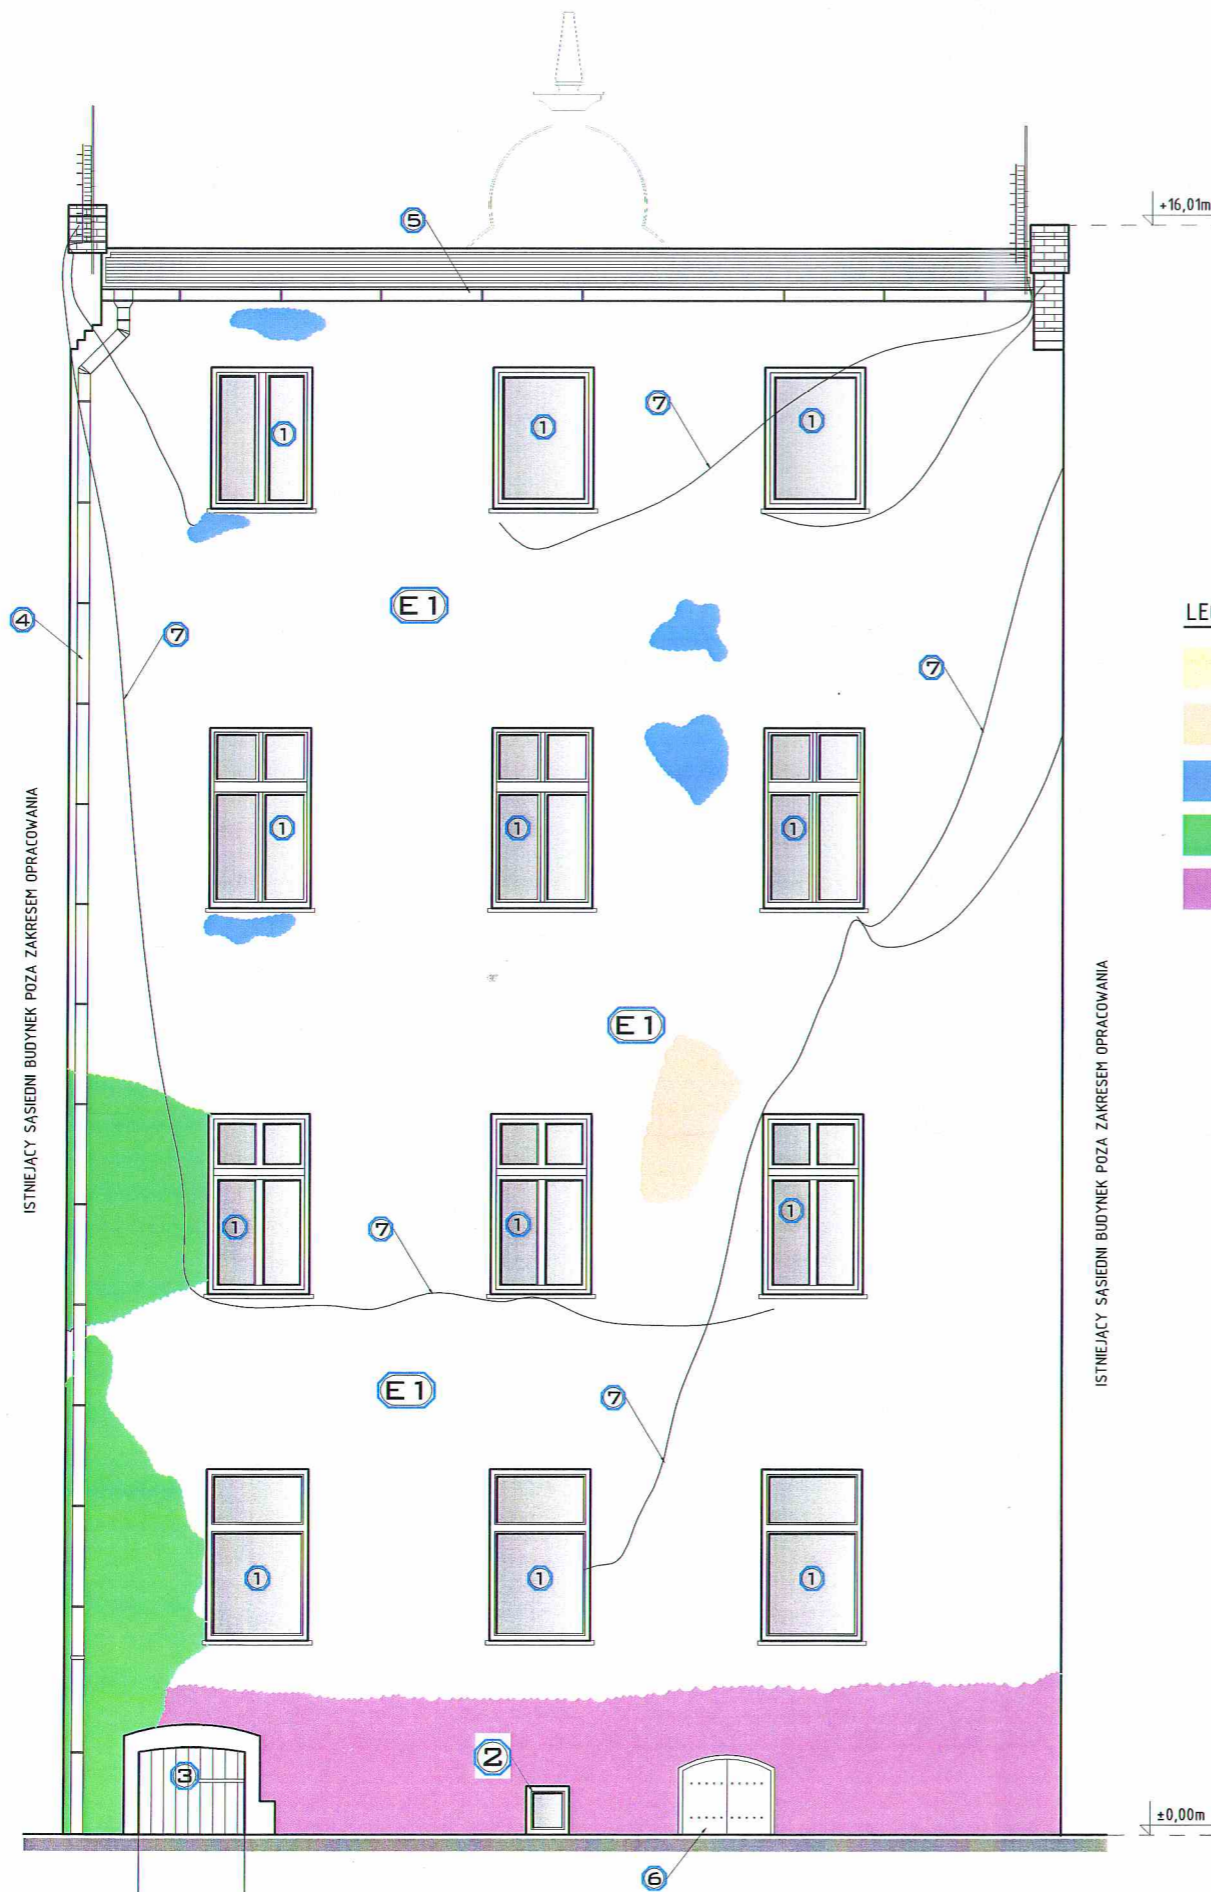 +16,01m
5
1
1
7
1
E 1
4
7
7
LE
1
1
1
ISTNIEJĄCY SĄSIEDNI BUDYNEK POZA ZAKRESEM OPRACOWANIA
E 1
ISTNIEJĄCY SĄSIEDNI BUDYNEK POZA ZAKRESEM OPRACOWANIA
1
7
1
1
E 1
7
1
1
1
3
2
±0,00m
6